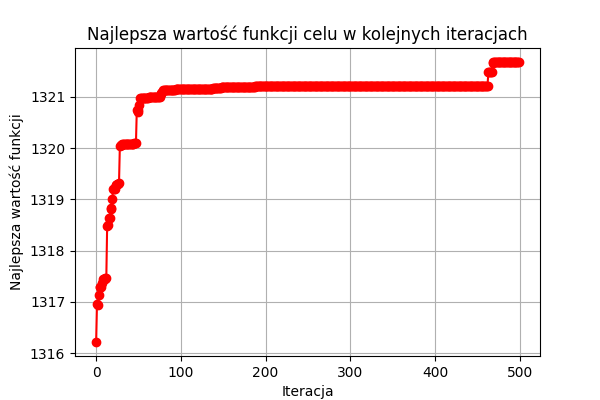 Najlepsza wartość funkcji celu w kolejnych iteracjach
Najlepsza wartość funkcji
1321
1320
1319
1318
1317
1316
0 100 200 300 400 500
Iteracja